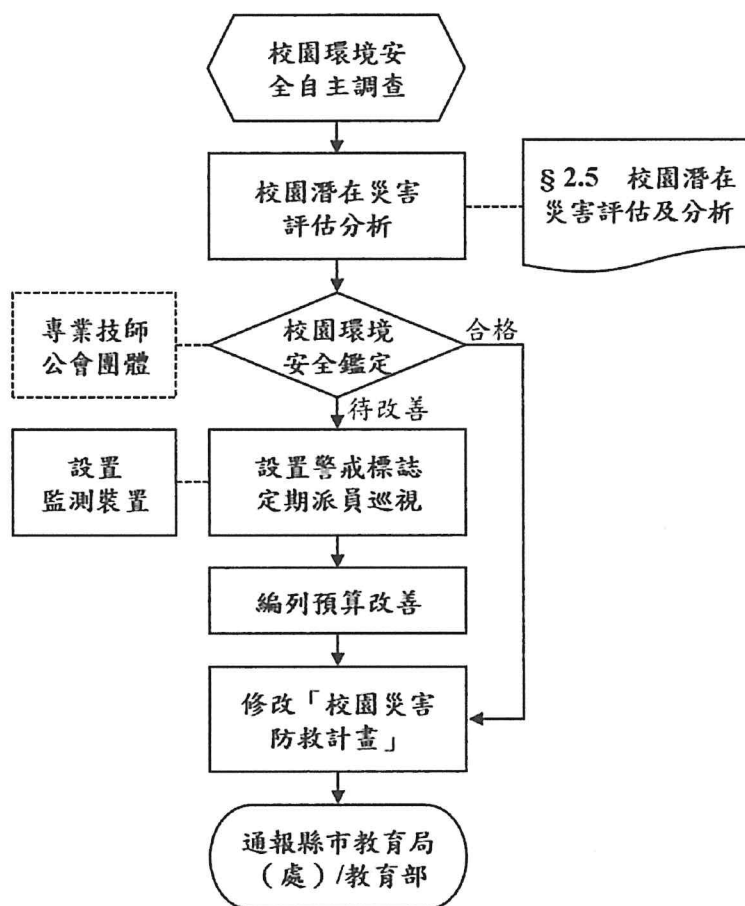 校園環境安
全自主調查
校園潛在災害
評估分析
§ 2.5 校園潛在
災害評估及分析
專業技師
公會團體
校園環境
安全鑑定
合格
待改善
設置
監測裝置
設置警戒標誌
定期派員巡視
編列預算改善
修改「校園災害
防救計畫」
通報縣市教育局
（處）/教育部